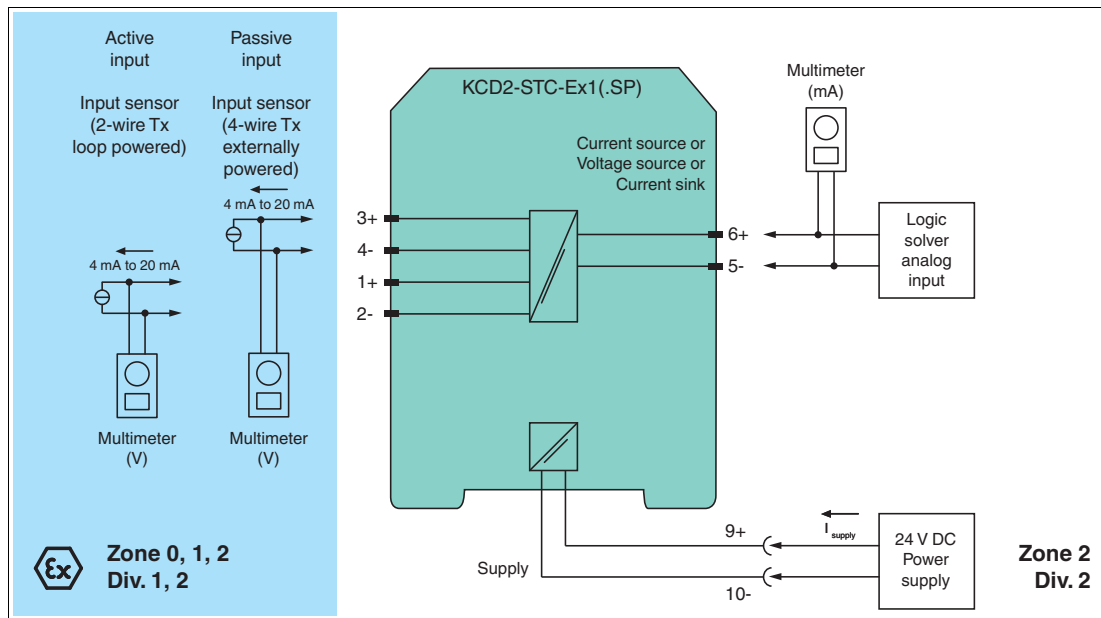 Active
input
Input sensor
(2-wire Tx
loop powered)
4 mA to 20 mA
Multimeter
(V)
Passive
input
Input sensor
(4-wire Tx
externally
powered)
4 mA to 20 mA
Multimeter
(V)
Ex
Zone 0, 1, 2
Div. 1, 2
KCD2-STC-Ex1(.SP)
Current source or
Voltage source or
Current sink
3+
4-
1+
2-
6+
5-
Multimeter
(mA)
Logic
solver
analog
input
Supply
9+
10-
I supply
24 V DC
Power
supply
Zone 2
Div. 2